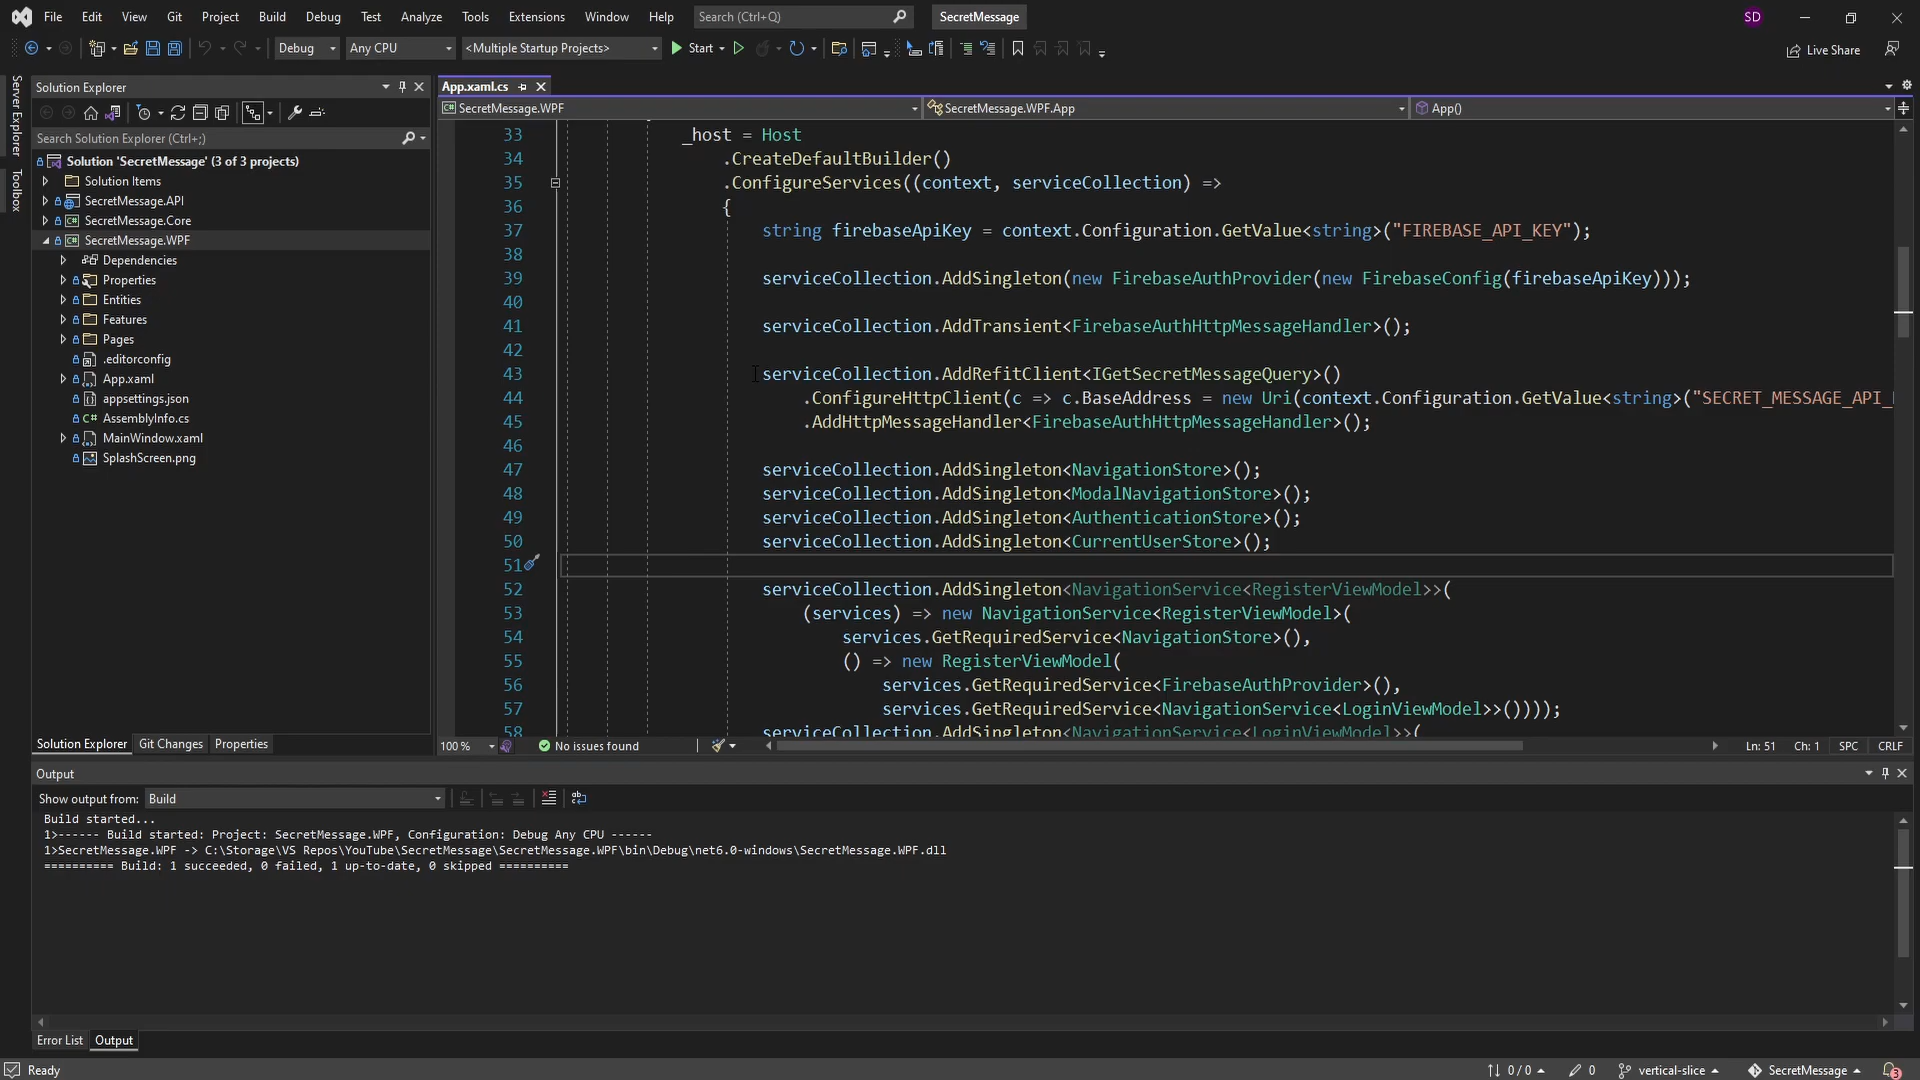 File Edit View Git Project Build Debug Test Analyze Tools Extensions Window Help Search (Ctrl+Q) SecretMessage SD
Debug Any CPU <Multiple Startup Projects> Start Live Share
Server Explorer
Toolbox
Solution Explorer
Search Solution Explorer (Ctrl+;)
Solution 'SecretMessage' (3 of 3 projects)
Solution Items
SecretMessage.API
SecretMessage.Core
SecretMessage.WPF
Dependencies
Properties
Entities
Features
Pages
.editorconfig
App.xaml
appsettings.json
AssemblyInfo.cs
MainWindow.xaml
SplashScreen.png
Solution Explorer Git Changes Properties
App.xaml.cs
SecretMessage.WPF SecretMessage.WPF.App App()
33 _host = Host
34 .CreateDefaultBuilder()
35 .ConfigureServices((context, serviceCollection) =>
36 {
37 string firebaseApiKey = context.Configuration.GetValue<string>("FIREBASE_API_KEY");
38
39 serviceCollection.AddSingleton(new FirebaseAuthProvider(new FirebaseConfig(firebaseApiKey)));
40
41 serviceCollection.AddTransient<FirebaseAuthHttpMessageHandler>();
42
43 serviceCollection.AddRefitClient<IGetSecretMessageQuery>()
44 .ConfigureHttpClient(c => c.BaseAddress = new Uri(context.Configuration.GetValue<string>("SECRET_MESSAGE_API_
45 .AddHttpMessageHandler<FirebaseAuthHttpMessageHandler>();
46
47 serviceCollection.AddSingleton<NavigationStore>();
48 serviceCollection.AddSingleton<ModalNavigationStore>();
49 serviceCollection.AddSingleton<AuthenticationStore>();
50 serviceCollection.AddSingleton<CurrentUserStore>();
51
52 serviceCollection.AddSingleton<NavigationService<RegisterViewModel>>(
53 (services) => new NavigationService<RegisterViewModel>(
54 services.GetRequiredService<NavigationStore>(),
55 () => new RegisterViewModel(
56 services.GetRequiredService<FirebaseAuthProvider>(),
57 services.GetRequiredService<NavigationService<LoginViewModel>>())));
58 serviceCollection.AddSingleton<NavigationService<LoginViewModel>>(
100 % No issues found Ln: 51 Ch: 1 SPC CRLF
Output
Show output from: Build
Build started...
1>------ Build started: Project: SecretMessage.WPF, Configuration: Debug Any CPU ------
1>SecretMessage.WPF -> C:\Storage\VS Repos\YouTube\SecretMessage\SecretMessage.WPF\bin\Debug\net6.0-windows\SecretMessage.WPF.dll
========== Build: 1 succeeded, 0 failed, 1 up-to-date, 0 skipped ==========
Error List Output
Ready 0 / 0 0 vertical-slice SecretMessage 3